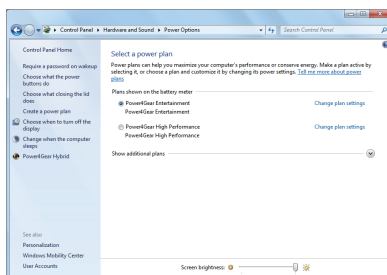 Control Panel ▸ Hardware and Sound ▸ Power Options
Search Control Panel
Control Panel Home
Require a password on wakeup
Choose what the power
buttons do
Choose what closing the lid
does
Create a power plan
Choose when to turn off the
display
Change when the computer
sleeps
Power4Gear Hybrid
See also
Personalization
Windows Mobility Center
User Accounts
Select a power plan
Power plans can help you maximize your computer's performance or conserve energy. Make a plan active by
selecting it, or choose a plan and customize it by changing its power settings. Tell me more about power
plans
Plans shown on the battery meter
Power4Gear Entertainment
Change plan settings
Power4Gear Entertainment
Power4Gear High Performance
Change plan settings
Power4Gear High Performance
Show additional plans
Screen brightness: